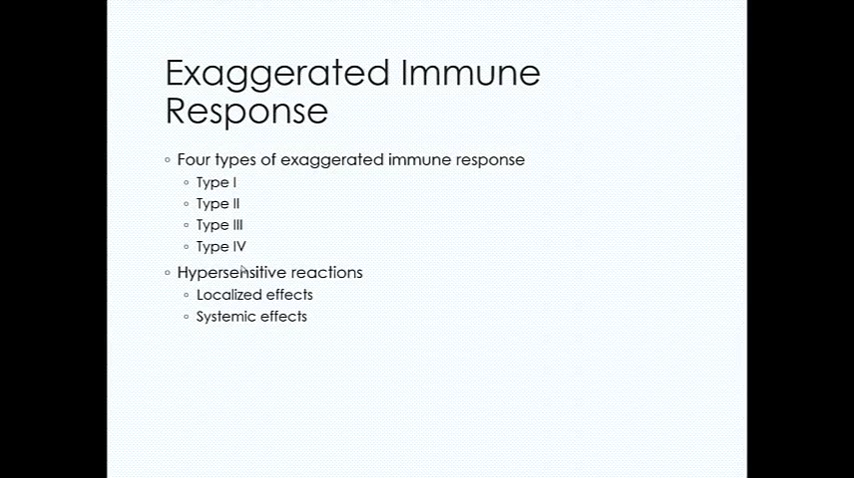 Exaggerated Immune
Response
Four types of exaggerated immune response
Type I
Type II
Type III
Type IV
Hypersensitive reactions
Localized effects
Systemic effects